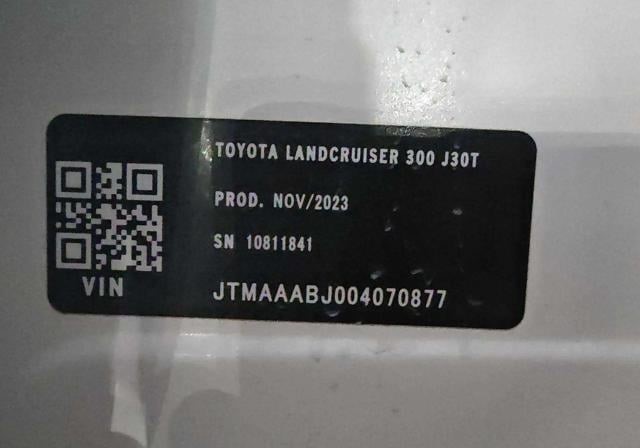 TOYOTA LANDCRUISER 300 J30T
PROD. NOV/2023
SN 10811841
JTMAAABJ004070877
VIN